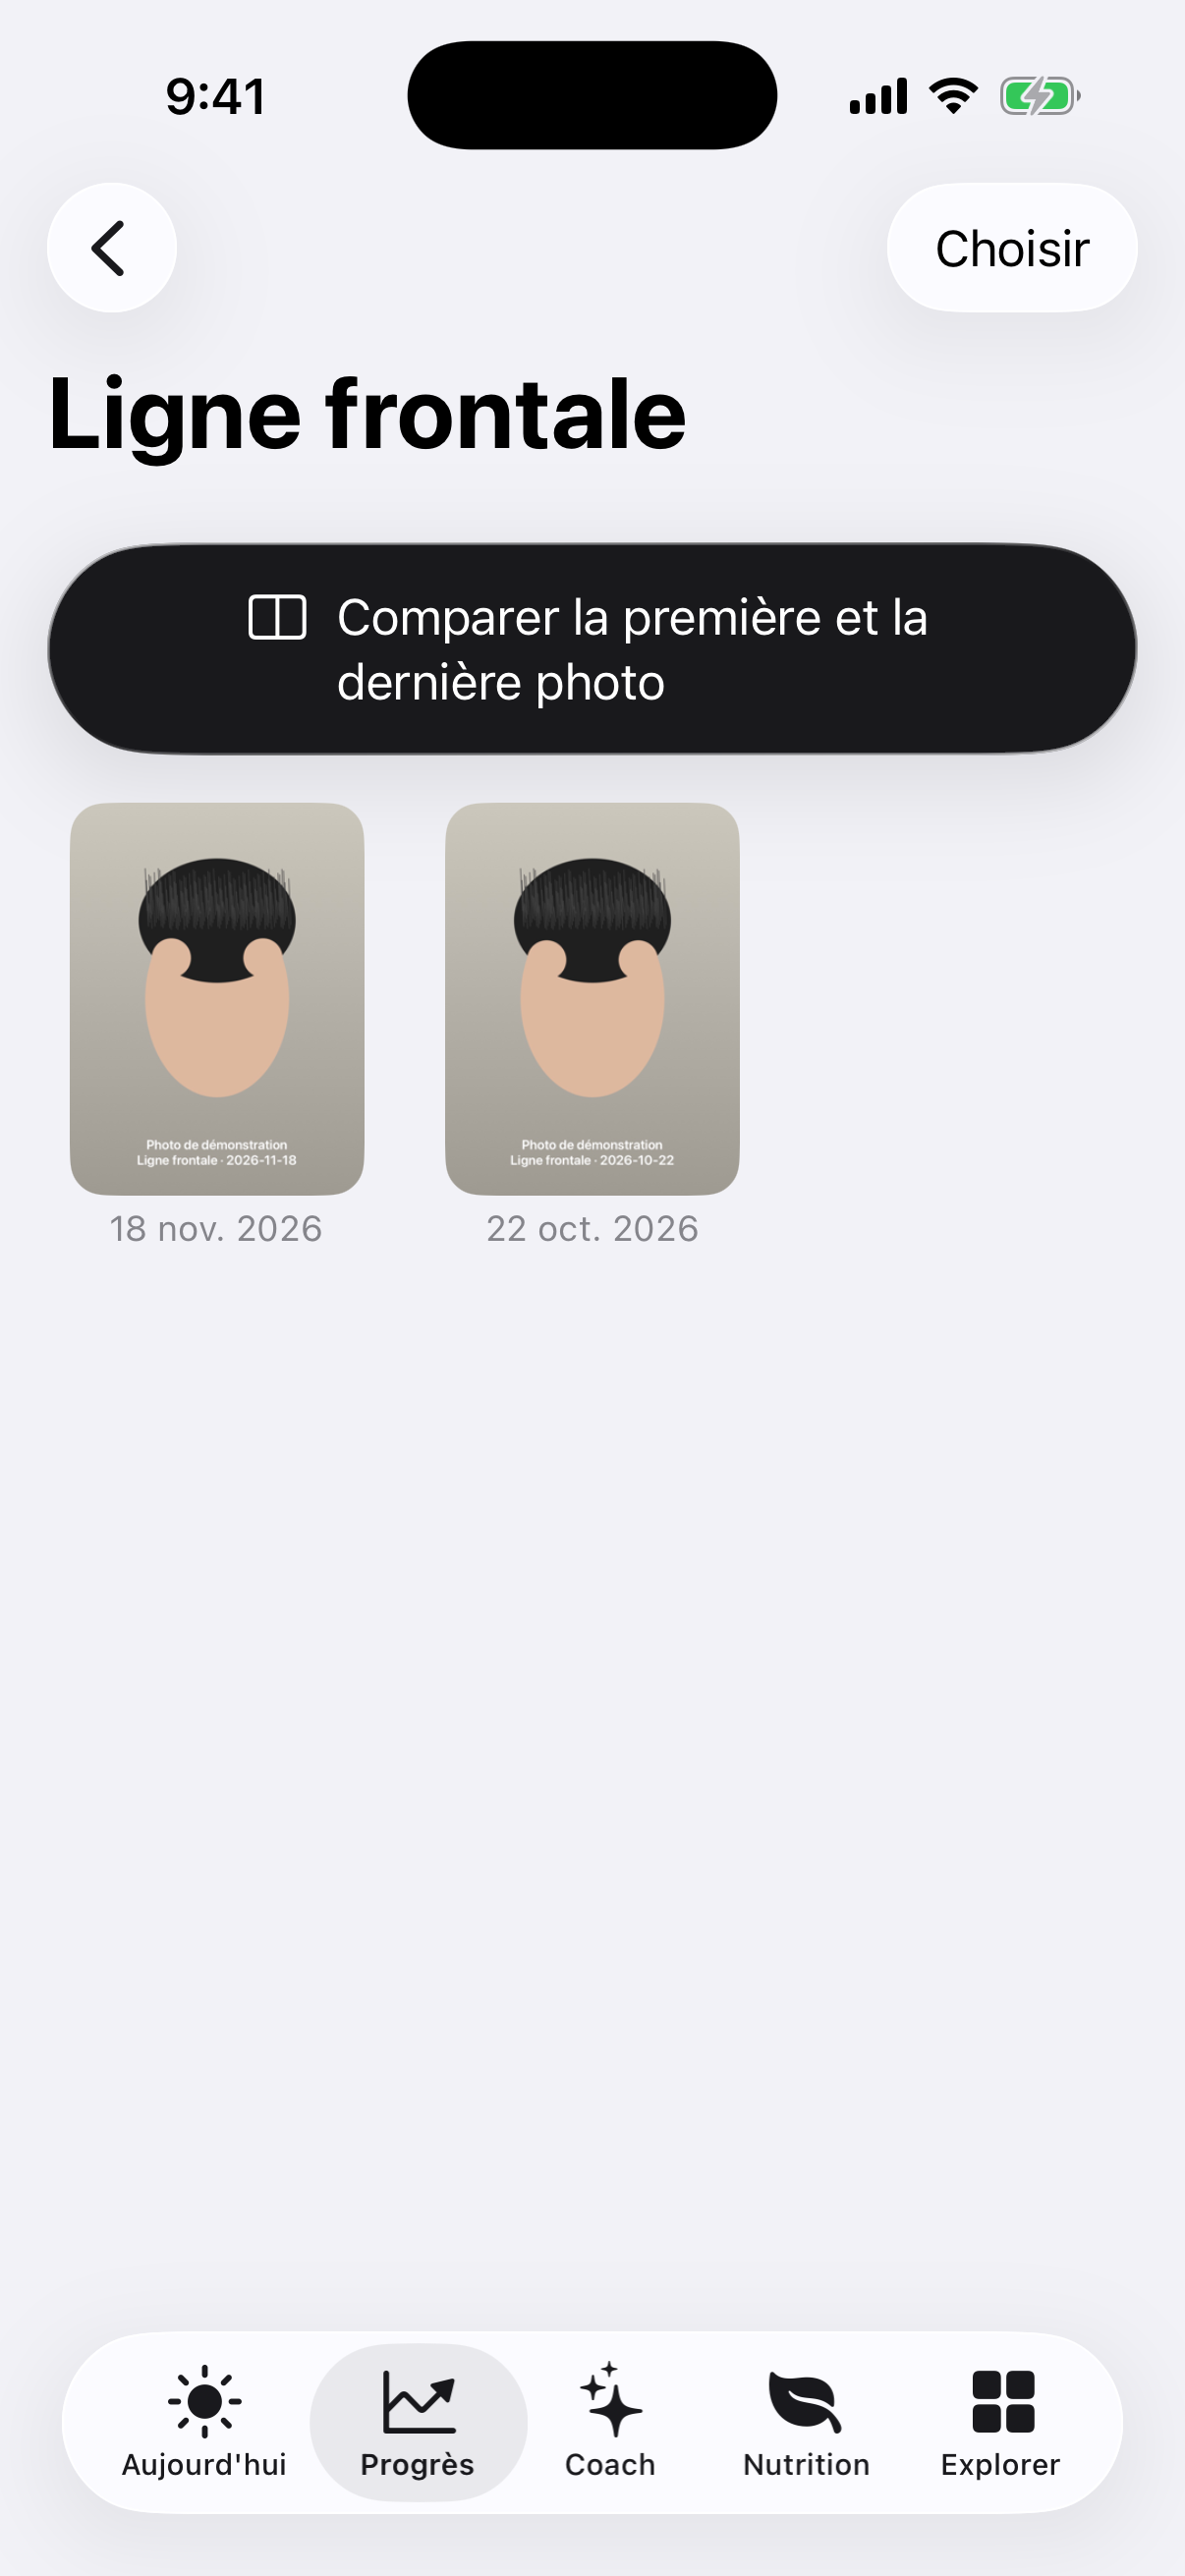 9:41
Choisir
Ligne frontale
Comparer la première et la
dernière photo
Photo de démonstration
Ligne frontale · 2026-11-18
Photo de démonstration
Ligne frontale · 2026-10-22
18 nov. 2026
22 oct. 2026
Aujourd'hui
Progrès
Coach
Nutrition
Explorer